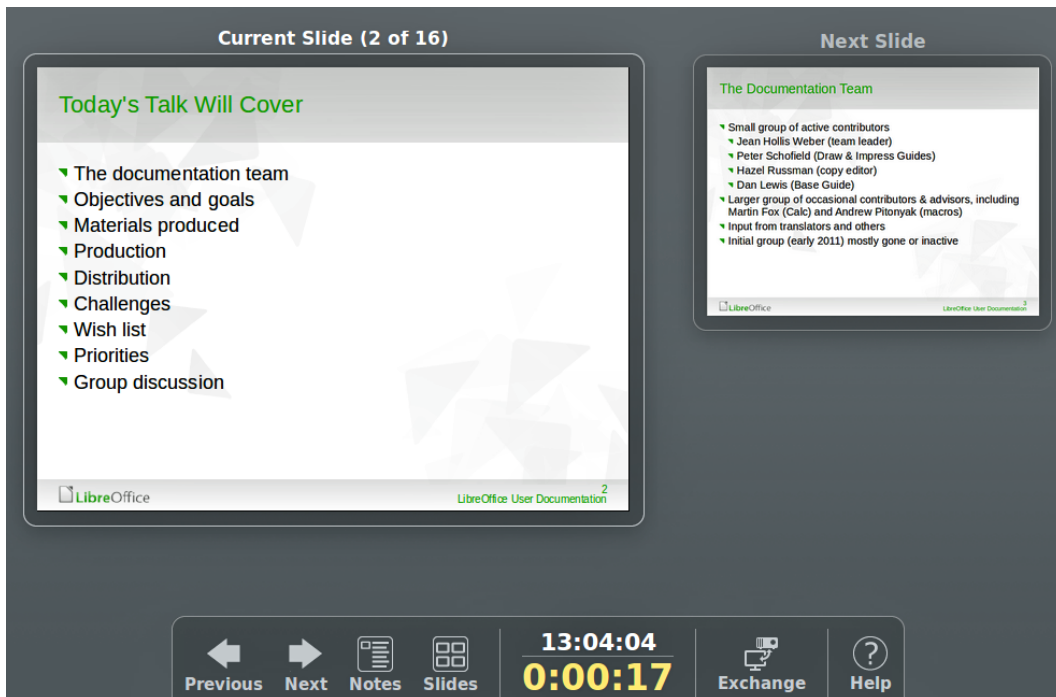 Current Slide (2 of 16)
Today's Talk Will Cover
The documentation team
Objectives and goals
Materials produced
Production
Distribution
Challenges
Wish list
Priorities
Group discussion
LibreOffice
LibreOffice User Documentation 2
Next Slide
The Documentation Team
Small group of active contributors
Jean Hollis Weber (team leader)
Peter Schofield (Draw & Impress Guides)
Hazel Russman (copy editor)
Dan Lewis (Base Guide)
Larger group of occasional contributors & advisors, including
Martin Fox (Calc) and Andrew Pitonyak (macros)
Input from translators and others
Initial group (early 2011) mostly gone or inactive
LibreOffice
LibreOffice User Documentation 3
Previous Next Notes Slides
13:04:04
0:00:17
Exchange
? Help